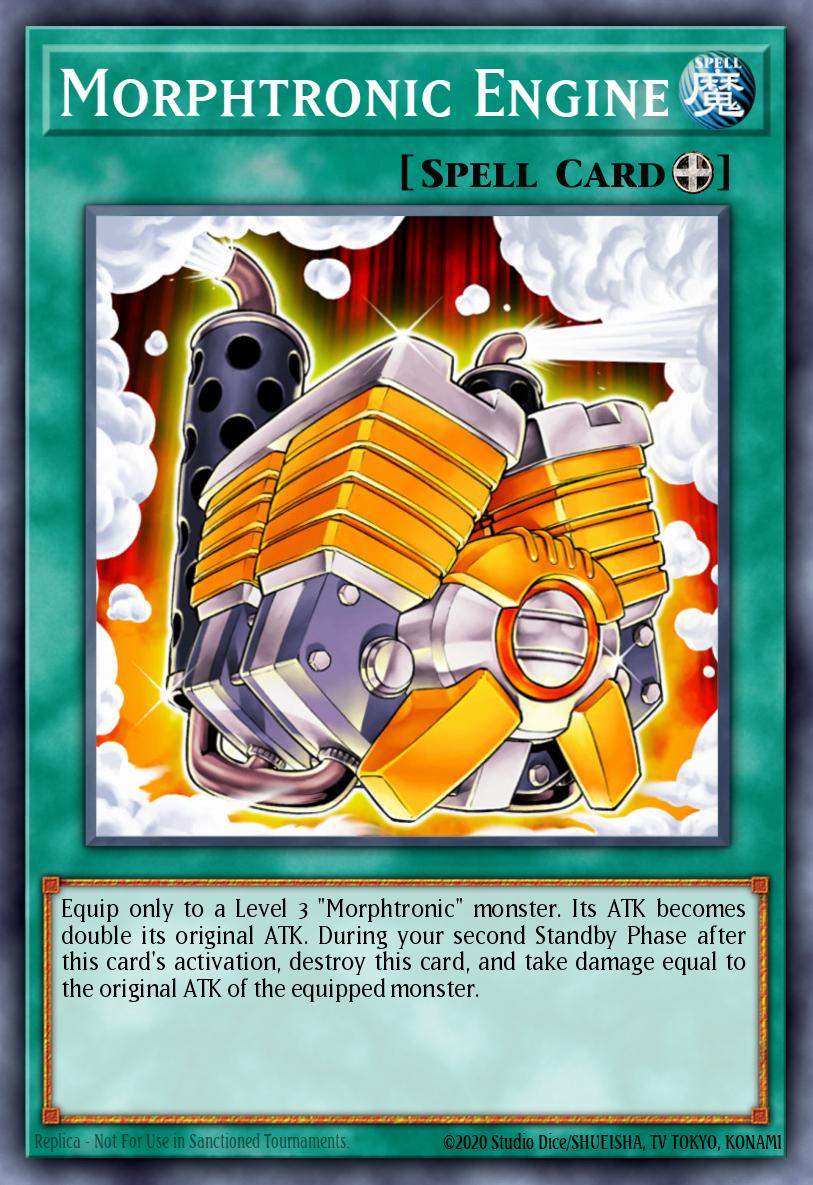 Morphtronic Engine
SPELL
魔
[Spell Card]
Equip only to a Level 3 "Morphtronic" monster. Its ATK becomes
double its original ATK. During your second Standby Phase after
this card's activation, destroy this card, and take damage equal to
the original ATK of the equipped monster.
Replica - Not For Use in Sanctioned Tournaments.
©2020 Studio Dice/SHUEISHA, TV TOKYO, KONAMI